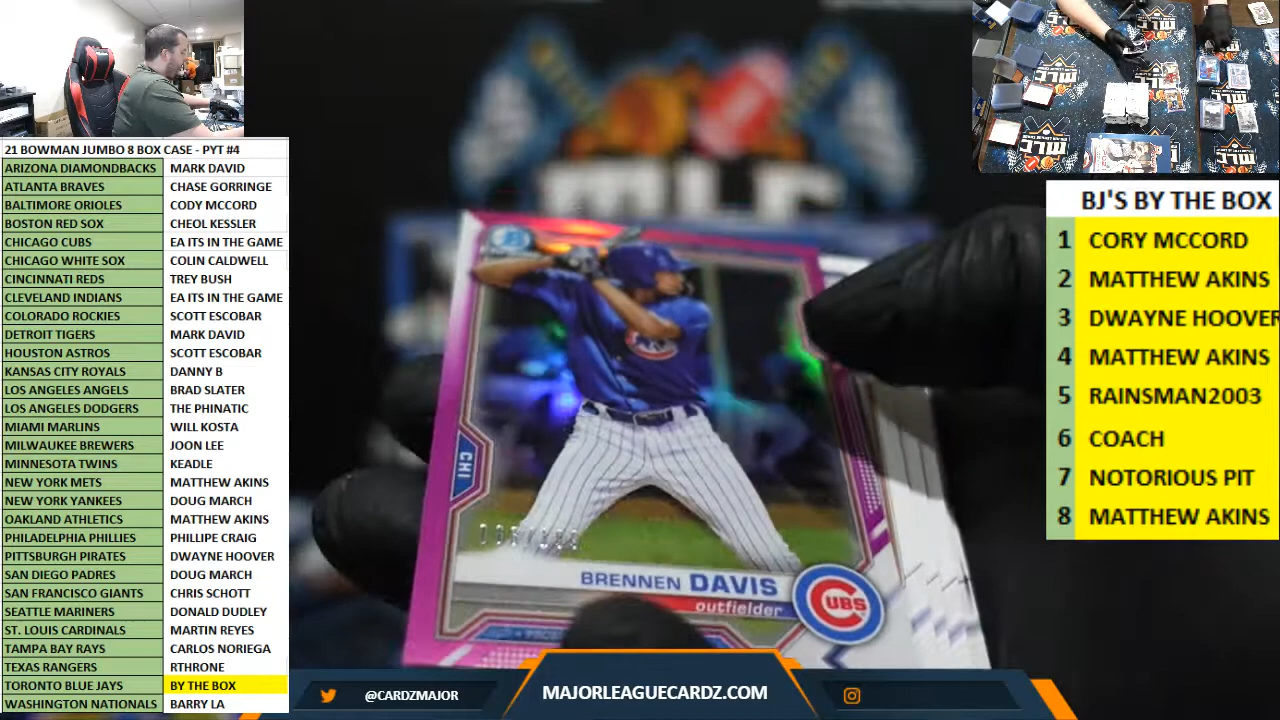 21 BOWMAN JUMBO 8 BOX CASE - PYT #4
ARIZONA DIAMONDBACKS MARK DAVID
ATLANTA BRAVES CHASE GORRINGE
BALTIMORE ORIOLES CODY MCCORD
BOSTON RED SOX CHEOL KESSLER
CHICAGO CUBS EA ITS IN THE GAME
CHICAGO WHITE SOX COLIN CALDWELL
CINCINNATI REDS TREY BUSH
CLEVELAND INDIANS EA ITS IN THE GAME
COLORADO ROCKIES SCOTT ESCOBAR
DETROIT TIGERS MARK DAVID
HOUSTON ASTROS SCOTT ESCOBAR
KANSAS CITY ROYALS DANNY B
LOS ANGELES ANGELS BRAD SLATER
LOS ANGELES DODGERS THE PHINATIC
MIAMI MARLINS WILL KOSTA
MILWAUKEE BREWERS JOON LEE
MINNESOTA TWINS KEADLE
NEW YORK METS MATTHEW AKINS
NEW YORK YANKEES DOUG MARCH
OAKLAND ATHLETICS MATTHEW AKINS
PHILADELPHIA PHILLIES PHILLIPE CRAIG
PITTSBURGH PIRATES DWAYNE HOOVER
SAN DIEGO PADRES DOUG MARCH
SAN FRANCISCO GIANTS CHRIS SCHOTT
SEATTLE MARINERS DONALD DUDLEY
ST. LOUIS CARDINALS MARTIN REYES
TAMPA BAY RAYS CARLOS NORIEGA
TEXAS RANGERS RTHRONE
TORONTO BLUE JAYS BY THE BOX
WASHINGTON NATIONALS BARRY LA
MLC
CHI
BRENNEN DAVIS
outfielder
CUBS
MLC
BJ'S BY THE BOX
1 CORY MCCORD
2 MATTHEW AKINS
3 DWAYNE HOOVER
4 MATTHEW AKINS
5 RAINSMAN2003
6 COACH
7 NOTORIOUS PIT
8 MATTHEW AKINS
@CARDZMAJOR
MAJORLEAGUECARDZ.COM